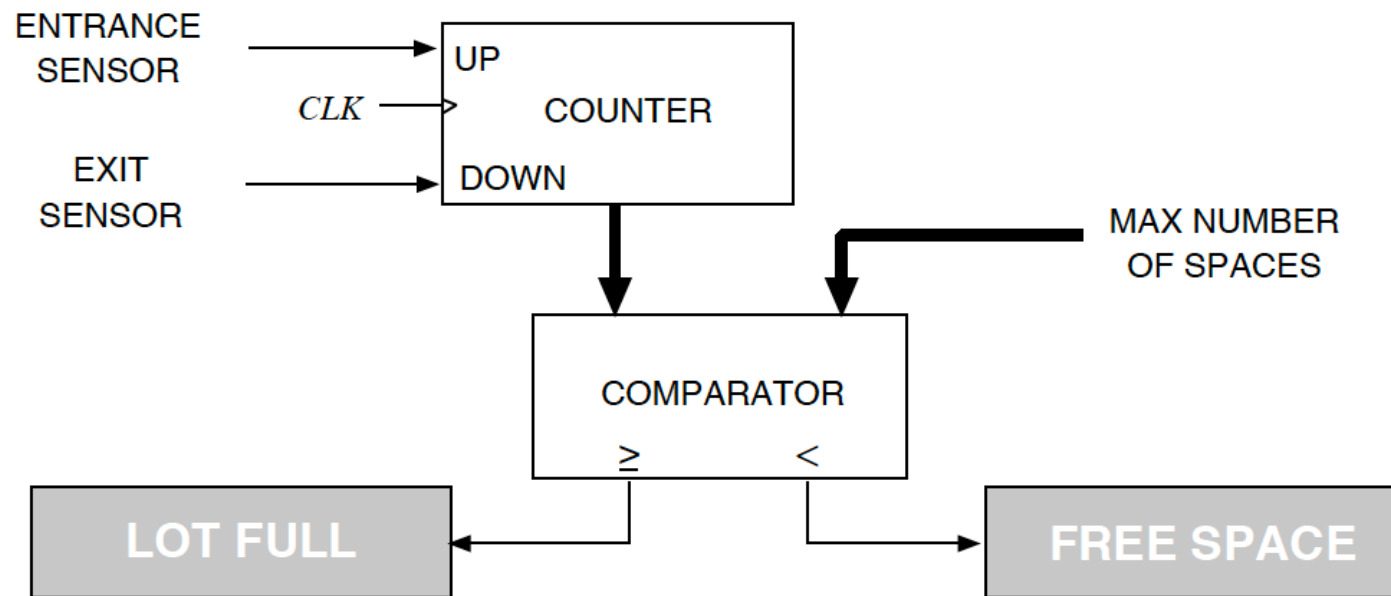 ENTRANCE
SENSOR
UP
CLK
COUNTER
EXIT
SENSOR
DOWN
MAX NUMBER
OF SPACES
COMPARATOR
≥ <
LOT FULL
FREE SPACE